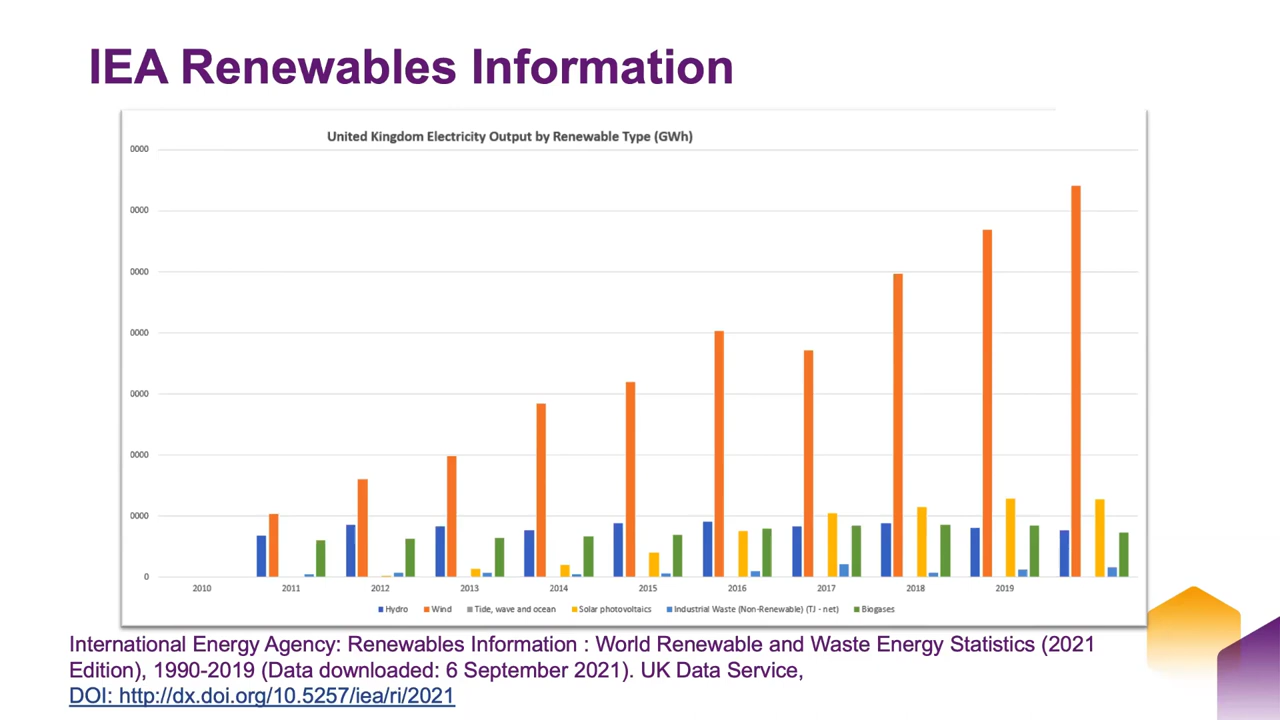 IEA Renewables Information
United Kingdom Electricity Output by Renewable Type (GWh)
0000
0000
0000
0000
0000
0000
0000
0
2010 2011 2012 2013 2014 2015 2016 2017 2018 2019
Hydro Wind Tide, wave and ocean Solar photovoltaics Industrial Waste (Non-Renewable) (TJ - net) Biogases
International Energy Agency: Renewables Information : World Renewable and Waste Energy Statistics (2021
Edition), 1990-2019 (Data downloaded: 6 September 2021). UK Data Service,
DOI: http://dx.doi.org/10.5257/iea/ri/2021